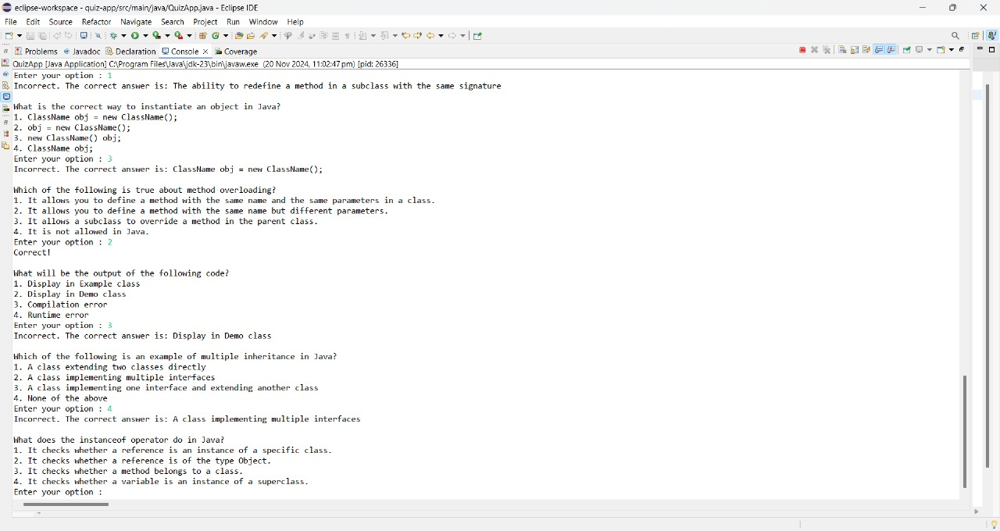 eclipse-workspace - quiz-app/src/main/java/QuizApp.java - Eclipse IDE
File Edit Source Refactor Navigate Search Project Run Window Help
Problems @ Javadoc Declaration Console Coverage
QuizApp [Java Application] C:\Program Files\Java\jdk-23\bin\javaw.exe (20 Nov 2024, 11:02:47 pm) [pid: 26336]
Enter your option : 1
Incorrect. The correct answer is: The ability to redefine a method in a subclass with the same signature
What is the correct way to instantiate an object in Java?
1. ClassName obj = new ClassName();
2. obj = new ClassName();
3. new ClassName() obj;
4. ClassName obj;
Enter your option : 3
Incorrect. The correct answer is: ClassName obj = new ClassName();
Which of the following is true about method overloading?
1. It allows you to define a method with the same name and the same parameters in a class.
2. It allows you to define a method with the same name but different parameters.
3. It allows a subclass to override a method in the parent class.
4. It is not allowed in Java.
Enter your option : 2
Correct!
What will be the output of the following code?
1. Display in Example class
2. Display in Demo class
3. Compilation error
4. Runtime error
Enter your option : 3
Incorrect. The correct answer is: Display in Demo class
Which of the following is an example of multiple inheritance in Java?
1. A class extending two classes directly
2. A class implementing multiple interfaces
3. A class implementing one interface and extending another class
4. None of the above
Enter your option : 4
Incorrect. The correct answer is: A class implementing multiple interfaces
What does the instanceof operator do in Java?
1. It checks whether a reference is an instance of a specific class.
2. It checks whether a reference is of the type Object.
3. It checks whether a method belongs to a class.
4. It checks whether a variable is an instance of a superclass.
Enter your option :